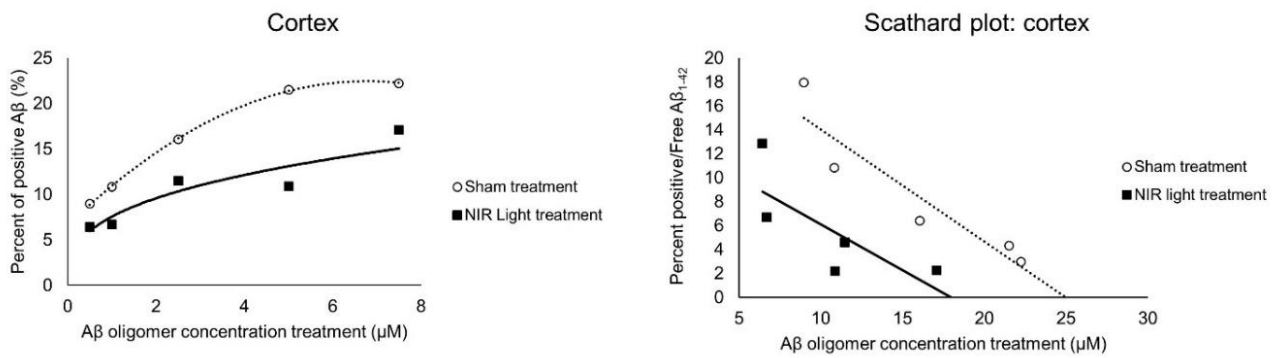 Cortex
Percent of positive Aβ (%)
25
20
15
10
5
0
0 2 4 6 8
Aβ oligomer concentration treatment (μM)
Sham treatment
NIR Light treatment
Scathard plot: cortex
Percent positive/Free Aβ₁₋₄₂
20
18
16
14
12
10
8
6
4
2
0
5 10 15 20 25 30
Aβ oligomer concentration treatment (μM)
Sham treatment
NIR light treatment